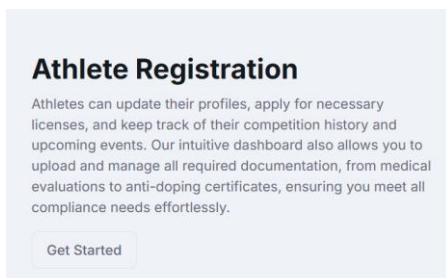 Athlete Registration
Athletes can update their profiles, apply for necessary
licenses, and keep track of their competition history and
upcoming events. Our intuitive dashboard also allows you to
upload and manage all required documentation, from medical
evaluations to anti-doping certificates, ensuring you meet all
compliance needs effortlessly.
Get Started